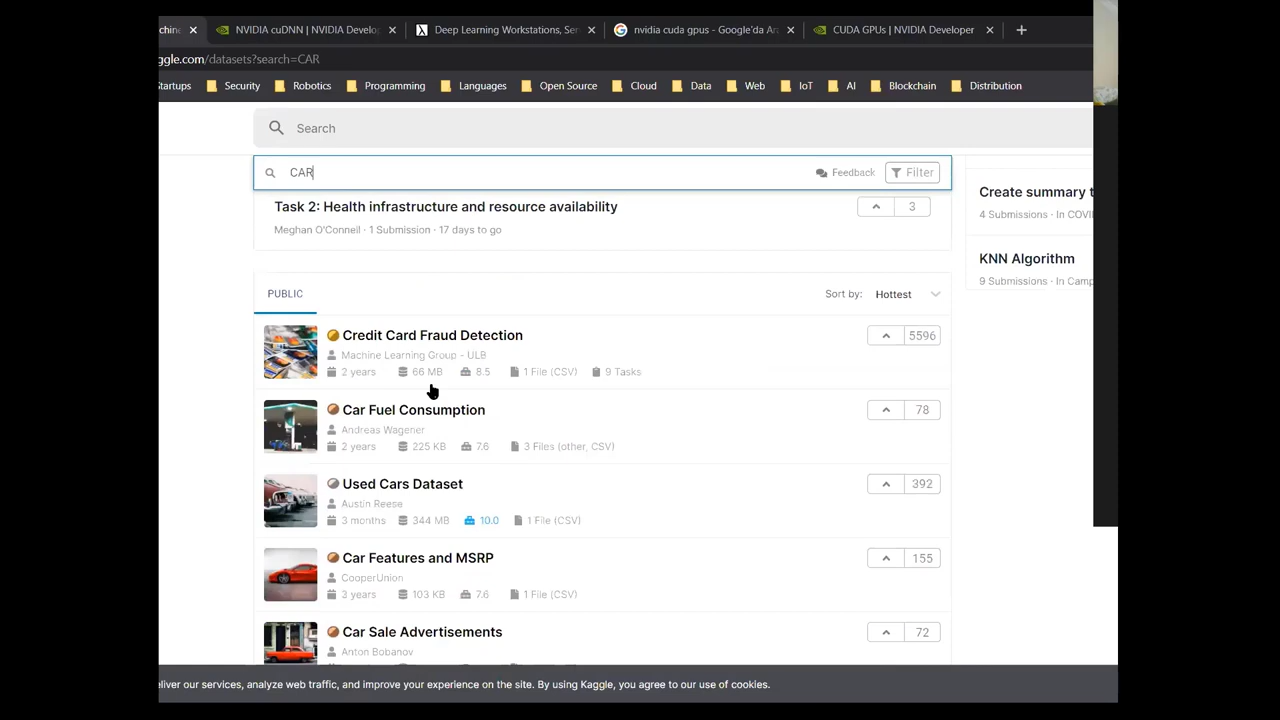 chine
NVIDIA cuDNN | NVIDIA Develo
Deep Learning Workstations, Ser
nvidia cuda gpus - Google'da Ar
CUDA GPUs | NVIDIA Developer
ggle.com/datasets?search=CAR
Startups Security Robotics Programming Languages Open Source Cloud Data Web IoT AI Blockchain Distribution
Search
CAR Feedback Filter
Task 2: Health infrastructure and resource availability 3
Meghan O'Conneil · 1 Submission · 17 days to go
Create summary t
4 Submissions · In COVI
KNN Algorithm
9 Submissions · In Camp
PUBLIC Sort by: Hottest
Credit Card Fraud Detection 5596
Machine Learning Group - ULB
2 years 66 MB 8.5 1 File (CSV) 9 Tasks
Car Fuel Consumption 78
Andreas Wagener
2 years 225 KB 7.6 3 Files (other, CSV)
Used Cars Dataset 392
Austin Reese
3 months 344 MB 10.0 1 File (CSV)
Car Features and MSRP 155
CooperUnion
3 years 103 KB 7.6 1 File (CSV)
Car Sale Advertisements 72
Anton Bobanov
eliver our services, analyze web traffic, and improve your experience on the site. By using Kaggle, you agree to our use of cookies.